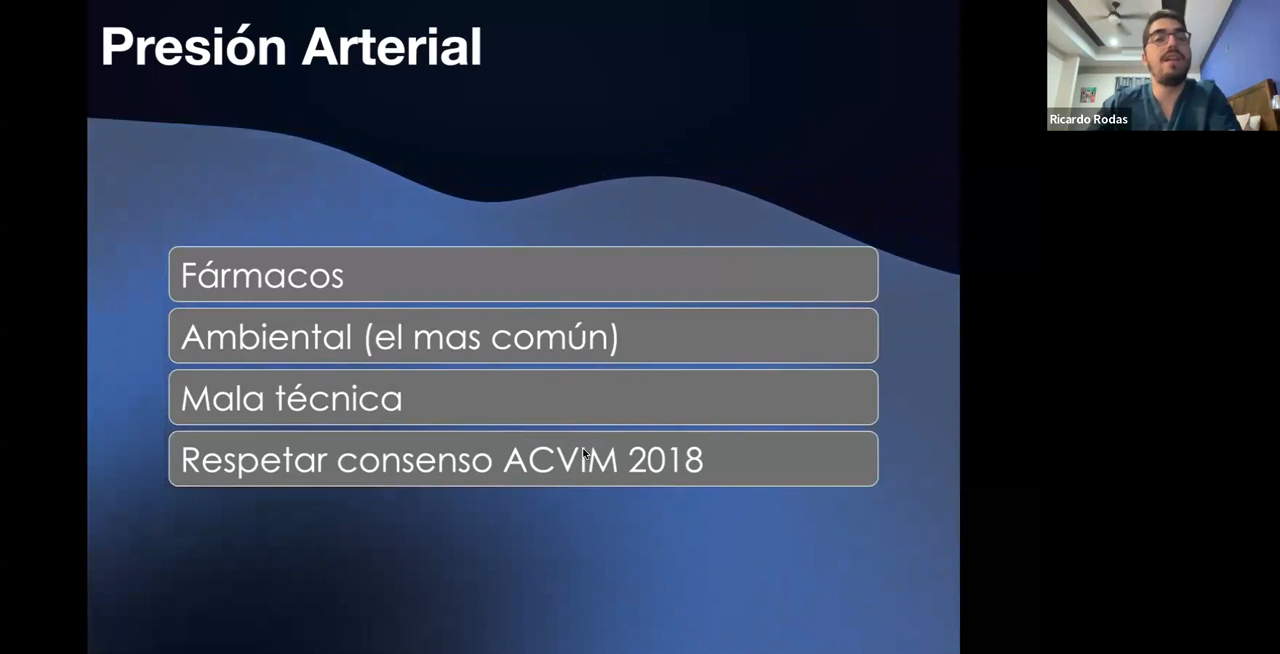 Presión Arterial
Ricardo Rodas
Fármacos
Ambiental (el mas común)
Mala técnica
Respetar consenso ACVIM 2018